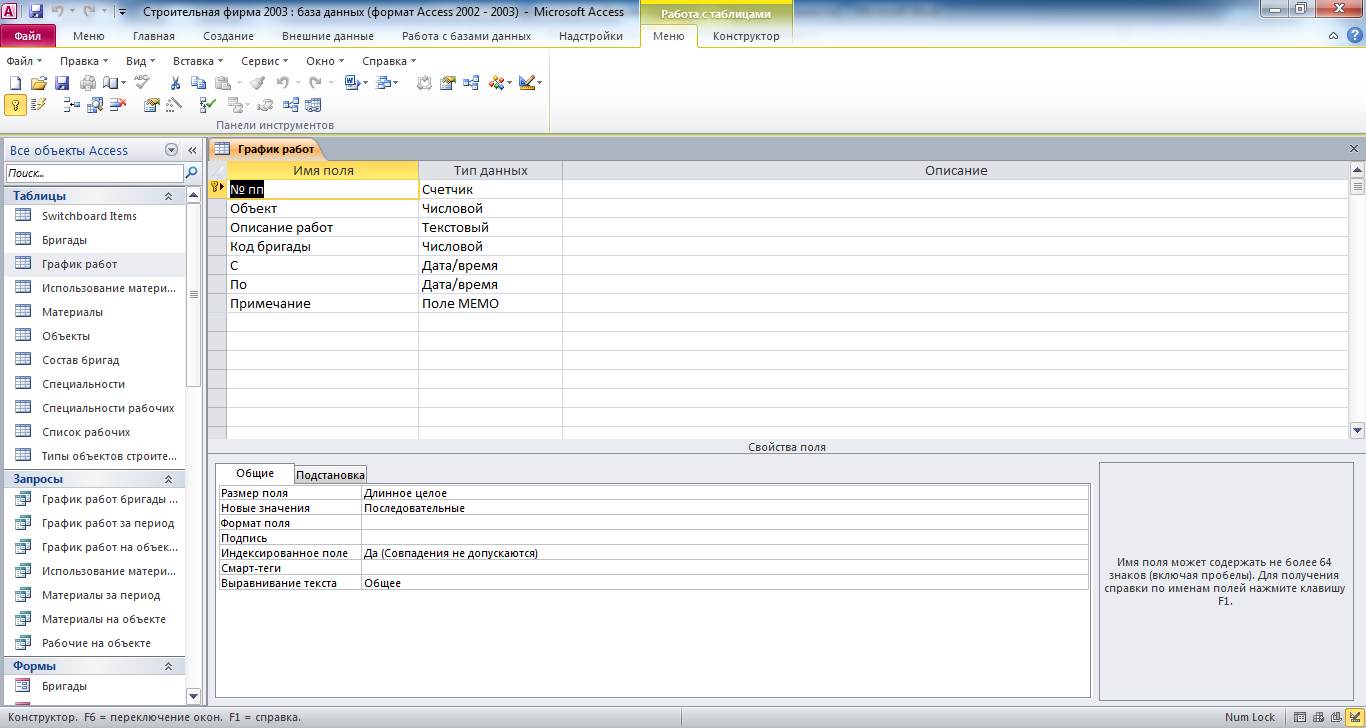 Строительная фирма 2003 : база данных (формат Access 2002 - 2003) - Microsoft Access
Работа с таблицами
Файл Меню Главная Создание Внешние данные Работа с базами данных Надстройки Меню Конструктор
Файл Правка Вид Вставка Сервис Окно Справка
Панели инструментов
Все объекты Access
Поиск...
Таблицы
Switchboard Items
Бригады
График работ
Использование матери...
Материалы
Объекты
Состав бригад
Специальности
Специальности рабочих
Список рабочих
Типы объектов строите...
Запросы
График работ бригады ...
График работ за период
График работ на объек...
Использование матери...
Материалы за период
Материалы на объекте
Рабочие на объекте
Формы
Бригады
График работ
Имя поля Тип данных Описание
№ пп Счетчик
Объект Числовой
Описание работ Текстовый
Код бригады Числовой
С Дата/время
По Дата/время
Примечание Поле МЕМО
Свойства поля
Общие Подстановка
Размер поля Длинное целое
Новые значения Последовательные
Формат поля
Подпись
Индексированное поле Да (Совпадения не допускаются)
Смарт-теги
Выравнивание текста Общее
Имя поля может содержать не более 64
знаков (включая пробелы). Для получения
справки по именам полей нажмите клавишу
F1.
Конструктор. F6 = переключение окон. F1 = справка.
Num Lock